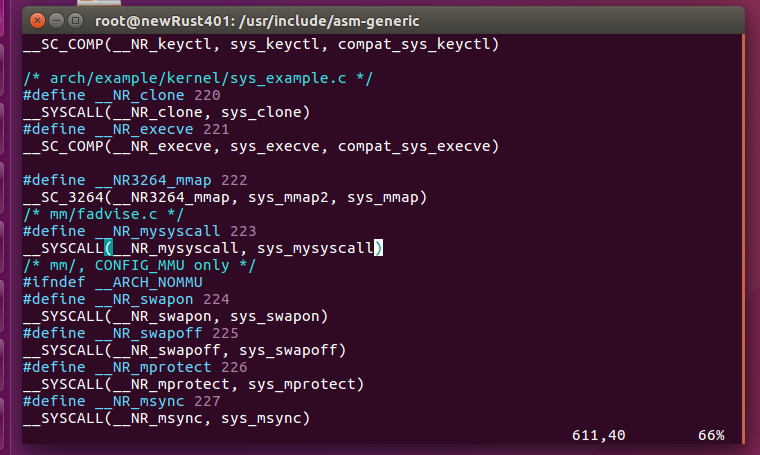 root@newRust401: /usr/include/asm-generic
__SC_COMP(__NR_keyctl, sys_keyctl, compat_sys_keyctl)
/* arch/example/kernel/sys_example.c */
#define __NR_clone 220
__SYSCALL(__NR_clone, sys_clone)
#define __NR_execve 221
__SC_COMP(__NR_execve, sys_execve, compat_sys_execve)
#define __NR3264_mmap 222
__SC_3264(__NR3264_mmap, sys_mmap2, sys_mmap)
/* mm/fadvise.c */
#define __NR_mysyscall 223
__SYSCALL(__NR_mysyscall, sys_mysyscall)
/* mm/, CONFIG_MMU only */
#ifndef __ARCH_NOMMU
#define __NR_swapon 224
__SYSCALL(__NR_swapon, sys_swapon)
#define __NR_swapoff 225
__SYSCALL(__NR_swapoff, sys_swapoff)
#define __NR_mprotect 226
__SYSCALL(__NR_mprotect, sys_mprotect)
#define __NR_msync 227
__SYSCALL(__NR_msync, sys_msync)
611,40 66%